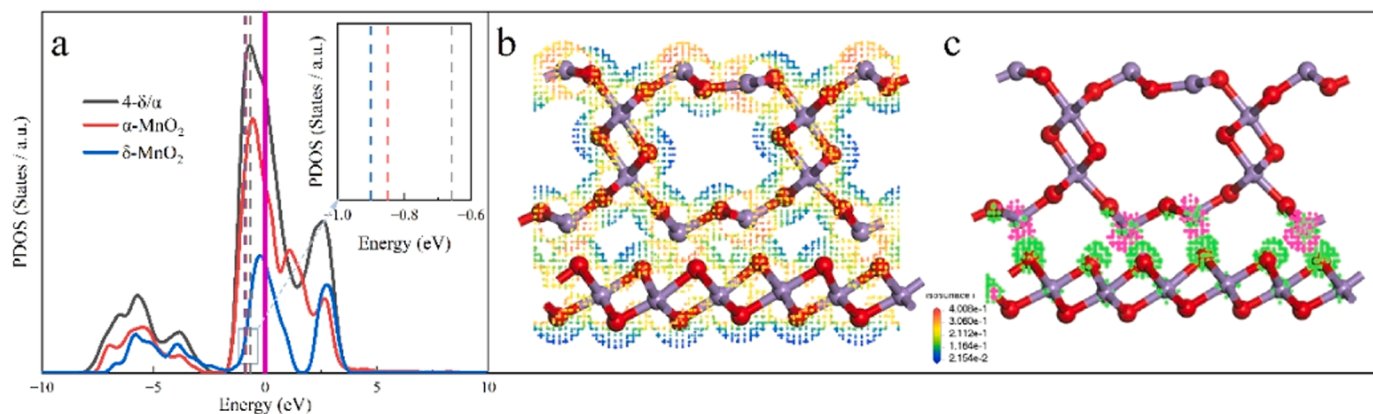 a
4-δ/α
α-MnO₂
δ-MnO₂
PDOS (States / a.u.)
−10
−5
0
5
10
Energy (eV)
PDOS (States / a.u.)
−1.0
−0.8
−0.6
Energy (eV)
b
4.008e-1
3.060e-1
2.112e-1
1.164e-1
2.154e-2
c